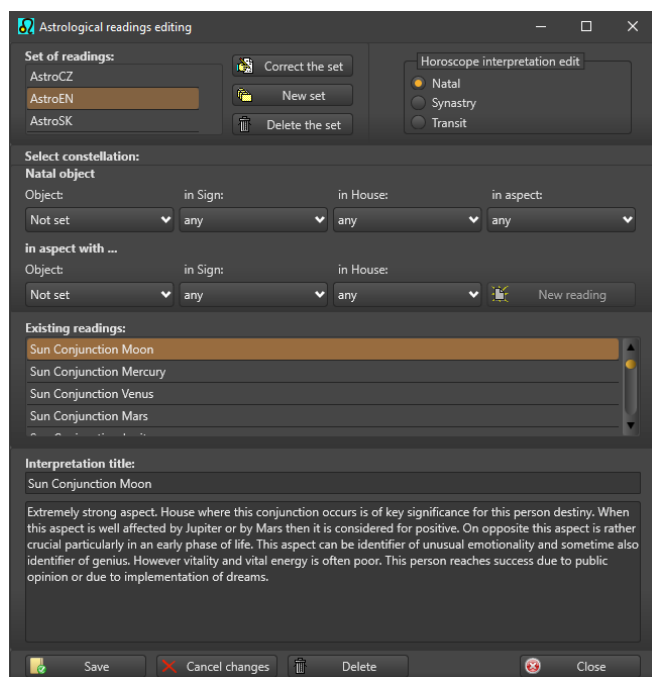 Astrological readings editing
Set of readings:
AstroCZ
AstroEN
AstroSK
Correct the set
New set
Delete the set
Horoscope interpretation edit
Natal
Synastry
Transit
Select constellation:
Natal object
Object: in Sign: in House: in aspect:
Not set any any any
in aspect with ...
Object: in Sign: in House:
Not set any any New reading
Existing readings:
Sun Conjunction Moon
Sun Conjunction Mercury
Sun Conjunction Venus
Sun Conjunction Mars
Interpretation title:
Sun Conjunction Moon
Extremely strong aspect. House where this conjunction occurs is of key significance for this person destiny. When
this aspect is well affected by Jupiter or by Mars then it is considered for positive. On opposite this aspect is rather
crucial particularly in an early phase of life. This aspect can be identifier of unusual emotionality and sometime also
identifier of genius. However vitality and vital energy is often poor. This person reaches success due to public
opinion or due to implementation of dreams.
Save Cancel changes Delete Close